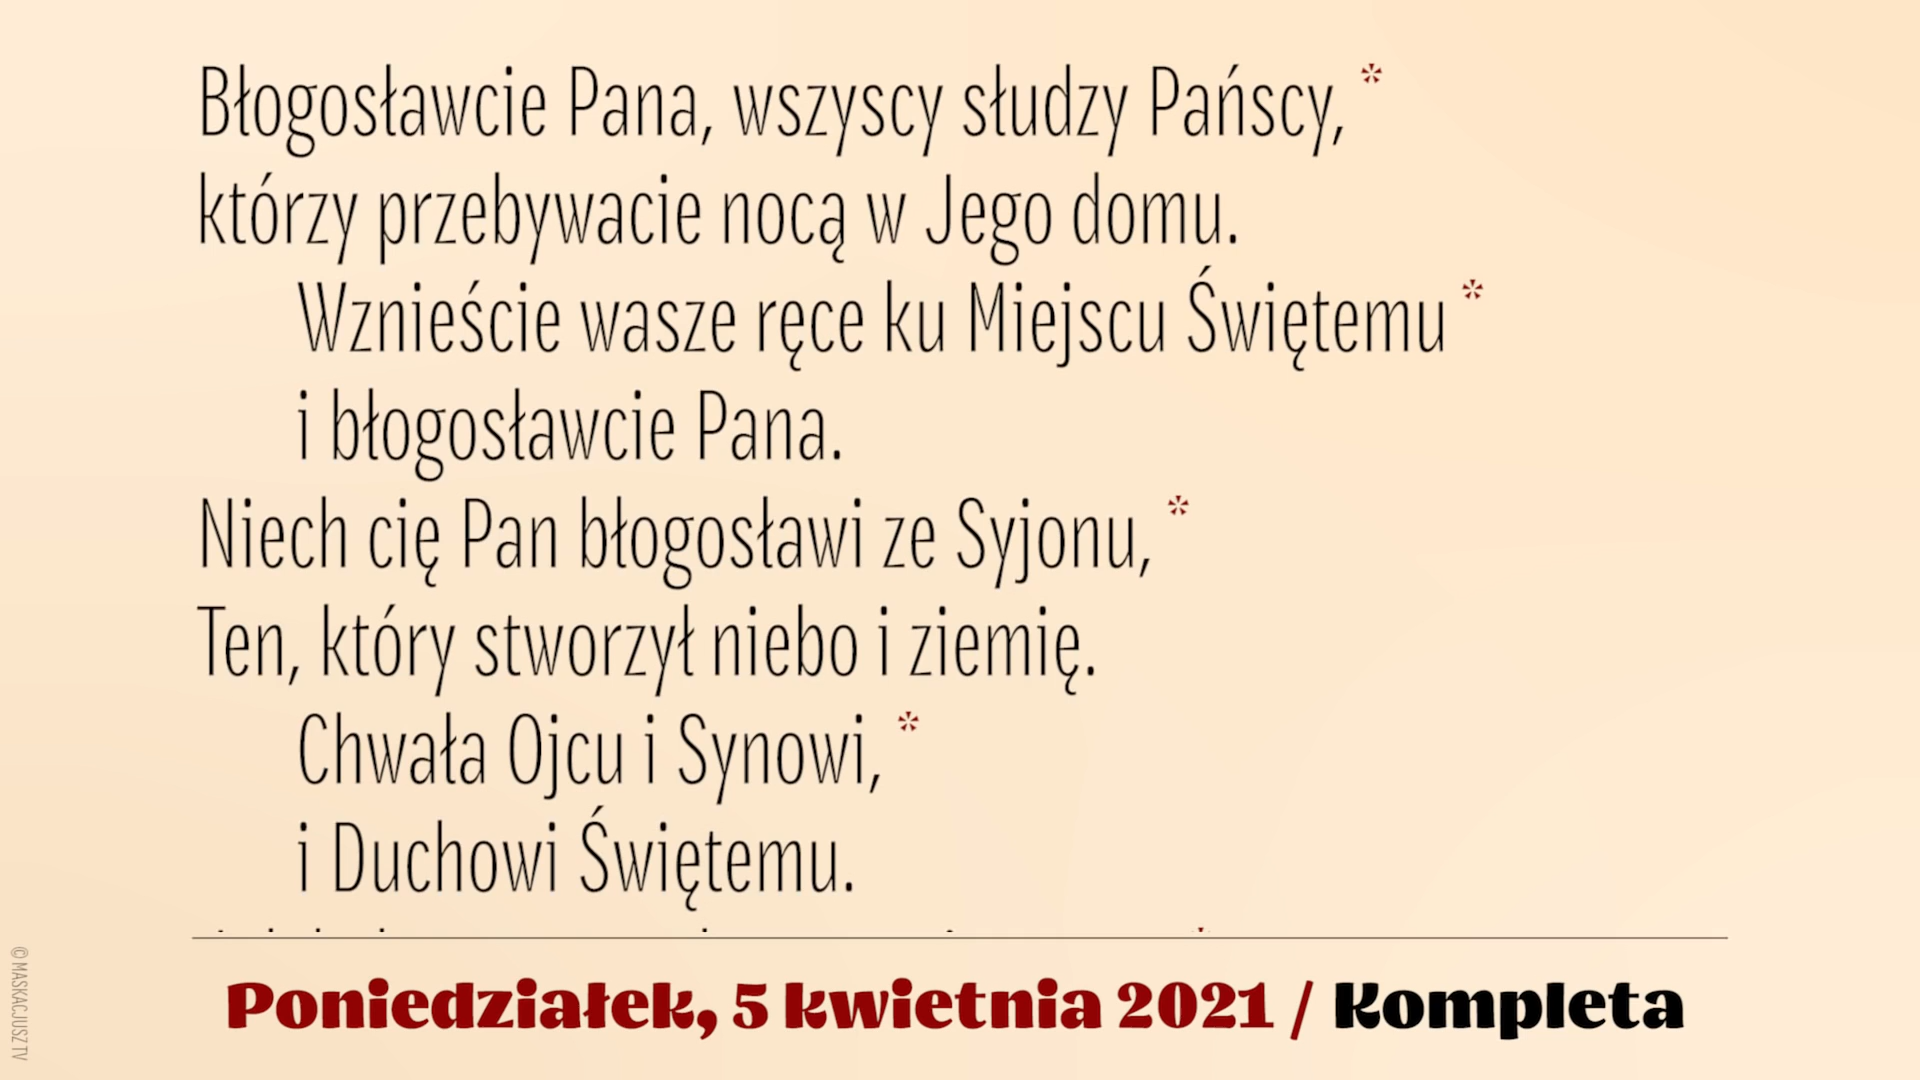 Błogosławcie Pana, wszyscy słudzy Pańscy, *
którzy przebywacie nocą w Jego domu.
Wznieście wasze ręce ku Miejscu Świętemu *
i błogosławcie Pana.
Niech cię Pan błogosławi ze Syjonu, *
Ten, który stworzył niebo i ziemię.
Chwała Ojcu i Synowi, *
i Duchowi Świętemu.
Poniedziałek, 5 kwietnia 2021 / Kompleta
© MASKACJUSZ TV